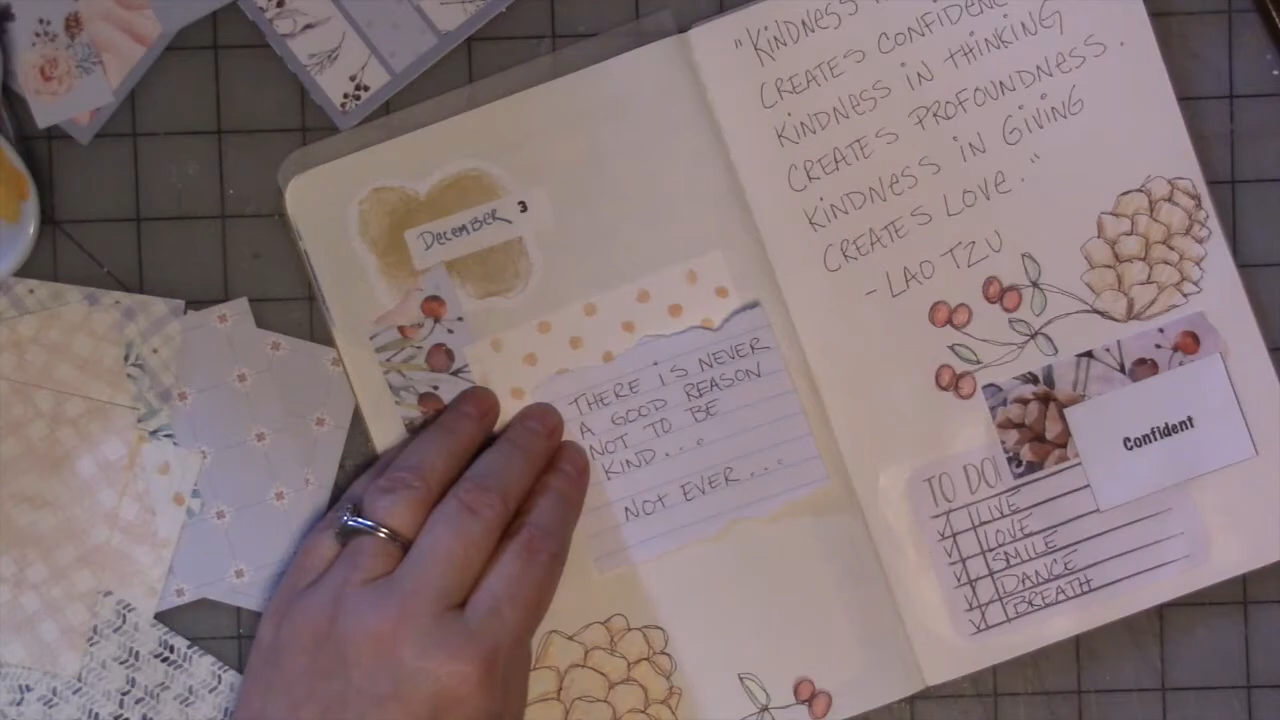 December 3
THERE IS NEVER
A GOOD REASON
NOT TO BE
KIND...
NOT EVER...
"KINDNESS
CREATES CONFIDENC
KINDNESS IN THINKING
CREATES PROFOUNDNESS.
KINDNESS IN GIVING
CREATES LOVE."
-LAO TZU
Confident
TO DO
✓ LIVE
✓ LOVE
✓ SMILE
✓ DANCE
✓ BREATH